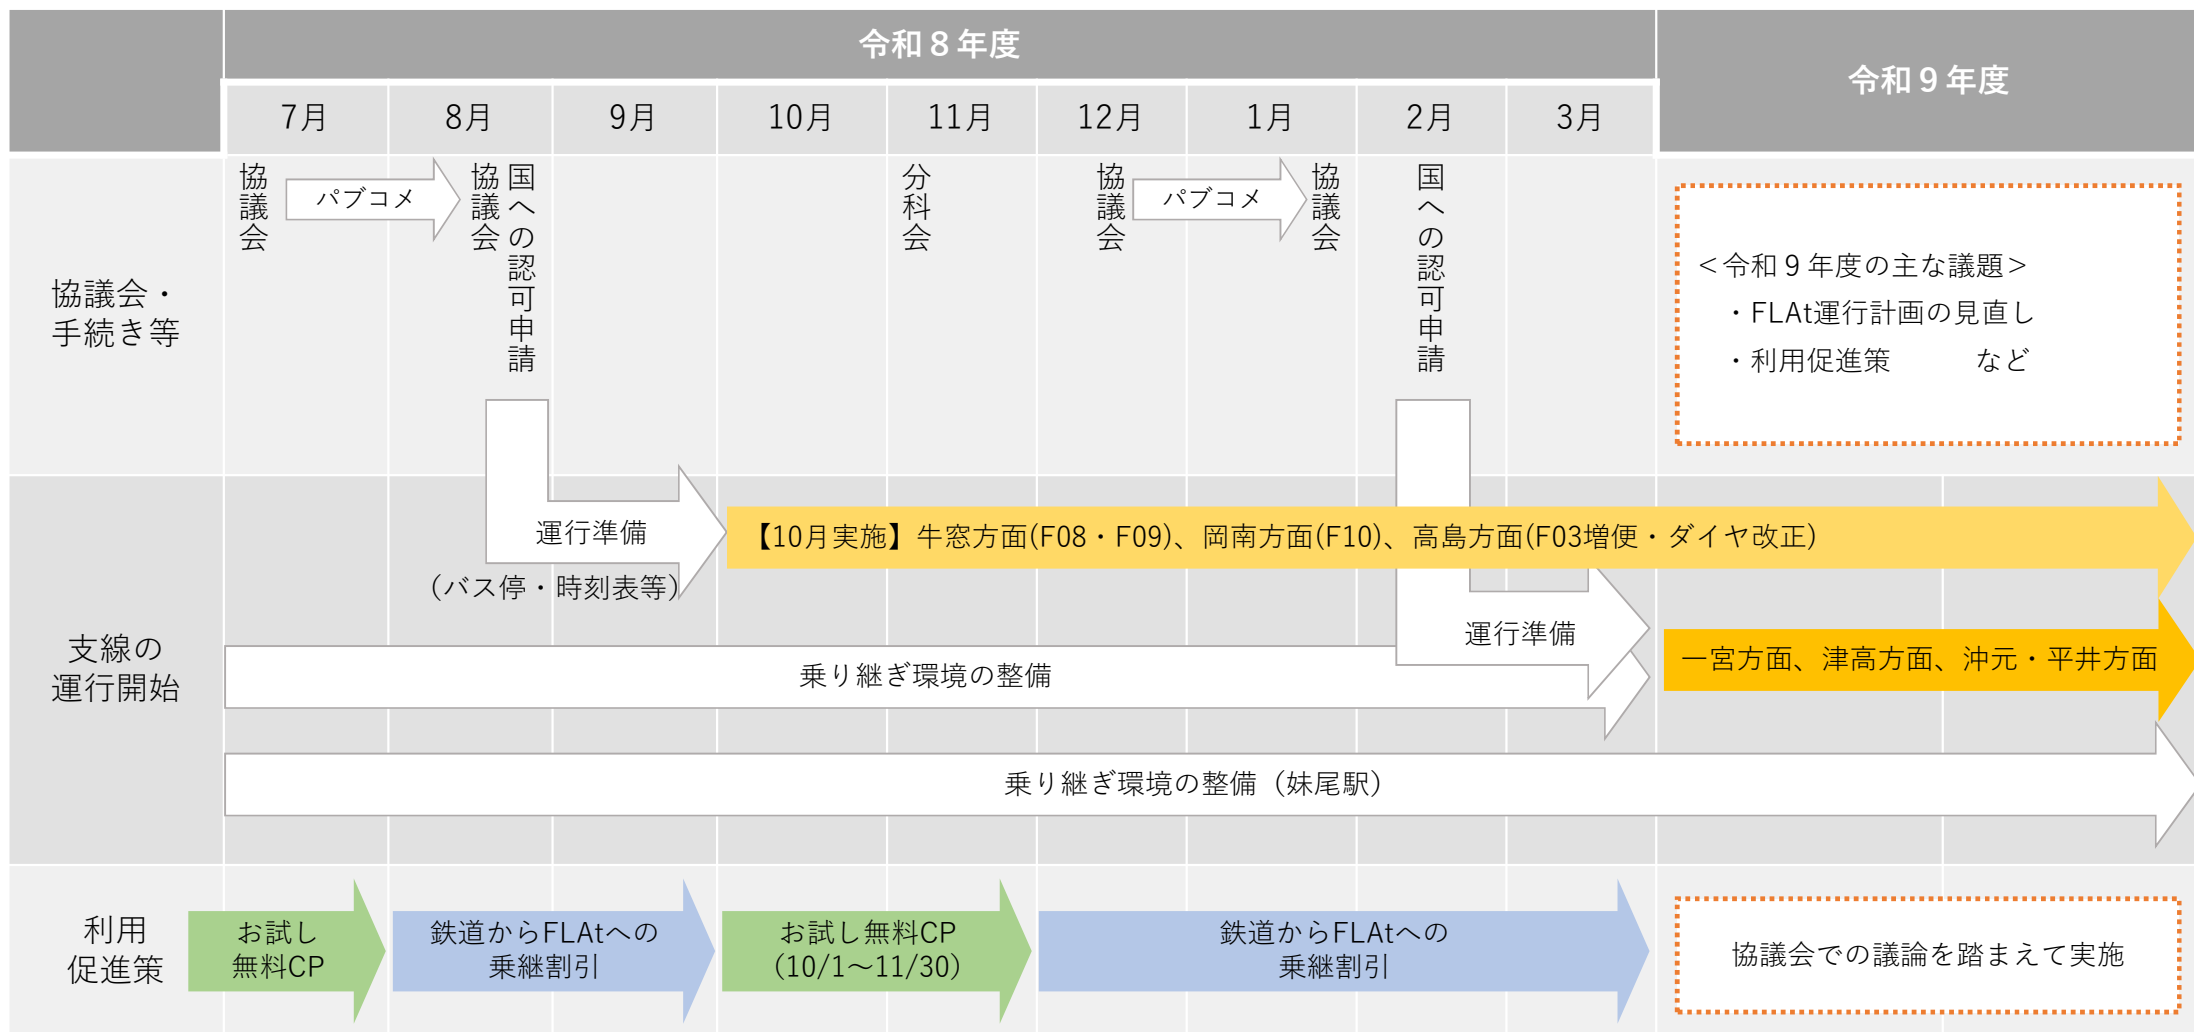 令和８年度
令和９年度
7月
8月
9月
10月
11月
12月
1月
2月
3月
協議会・
手続き等
協議会
パブコメ
協議会
国への認可申請
分科会
協議会
パブコメ
協議会
国への認可申請
＜令和９年度の主な議題＞
・FLAt運行計画の見直し
・利用促進策　　　など
支線の
運行開始
運行準備
（バス停・時刻表等）
【10月実施】牛窓方面(F08・F09)、岡南方面(F10)、高島方面(F03増便・ダイヤ改正)
運行準備
一宮方面、津高方面、沖元・平井方面
乗り継ぎ環境の整備
乗り継ぎ環境の整備（妹尾駅）
利用
促進策
お試し
無料CP
鉄道からFLAtへの
乗継割引
お試し無料CP
（10/1～11/30）
鉄道からFLAtへの
乗継割引
協議会での議論を踏まえて実施